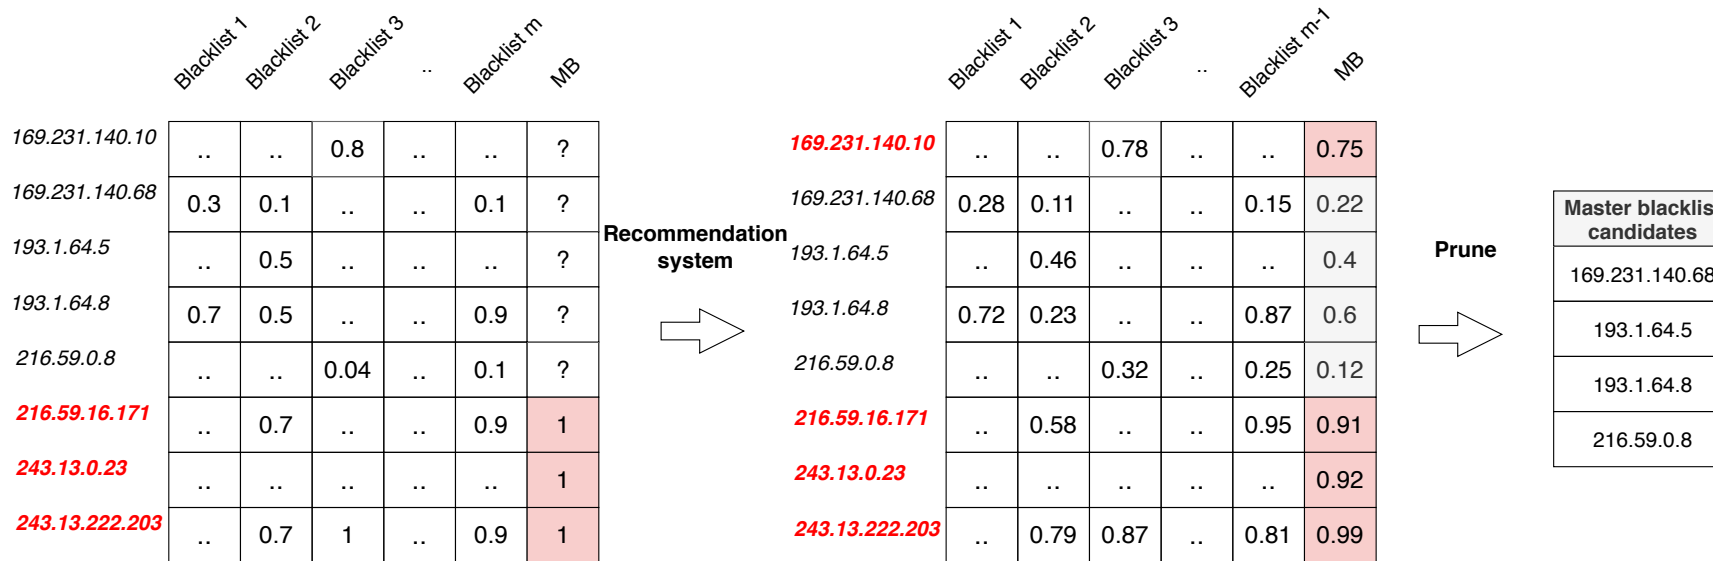 Blacklist 1 Blacklist 2 Blacklist 3 .. Blacklist m MB
169.231.140.10 .. .. 0.8 .. .. ?
169.231.140.68 0.3 0.1 .. .. 0.1 ?
193.1.64.5 .. 0.5 .. .. .. ?
193.1.64.8 0.7 0.5 .. .. 0.9 ?
216.59.0.8 .. .. 0.04 .. 0.1 ?
216.59.16.171 .. 0.7 .. .. 0.9 1
243.13.0.23 .. .. .. .. .. 1
243.13.222.203 .. 0.7 1 .. 0.9 1
Recommendation
system
Blacklist 1 Blacklist 2 Blacklist 3 .. Blacklist m-1 MB
169.231.140.10 .. .. 0.78 .. .. 0.75
169.231.140.68 0.28 0.11 .. .. 0.15 0.22
193.1.64.5 .. 0.46 .. .. .. 0.4
193.1.64.8 0.72 0.23 .. .. 0.87 0.6
216.59.0.8 .. .. 0.32 .. 0.25 0.12
216.59.16.171 .. 0.58 .. .. 0.95 0.91
243.13.0.23 .. .. .. .. .. 0.92
243.13.222.203 .. 0.79 0.87 .. 0.81 0.99
Prune
Master blacklis
candidates
169.231.140.68
193.1.64.5
193.1.64.8
216.59.0.8